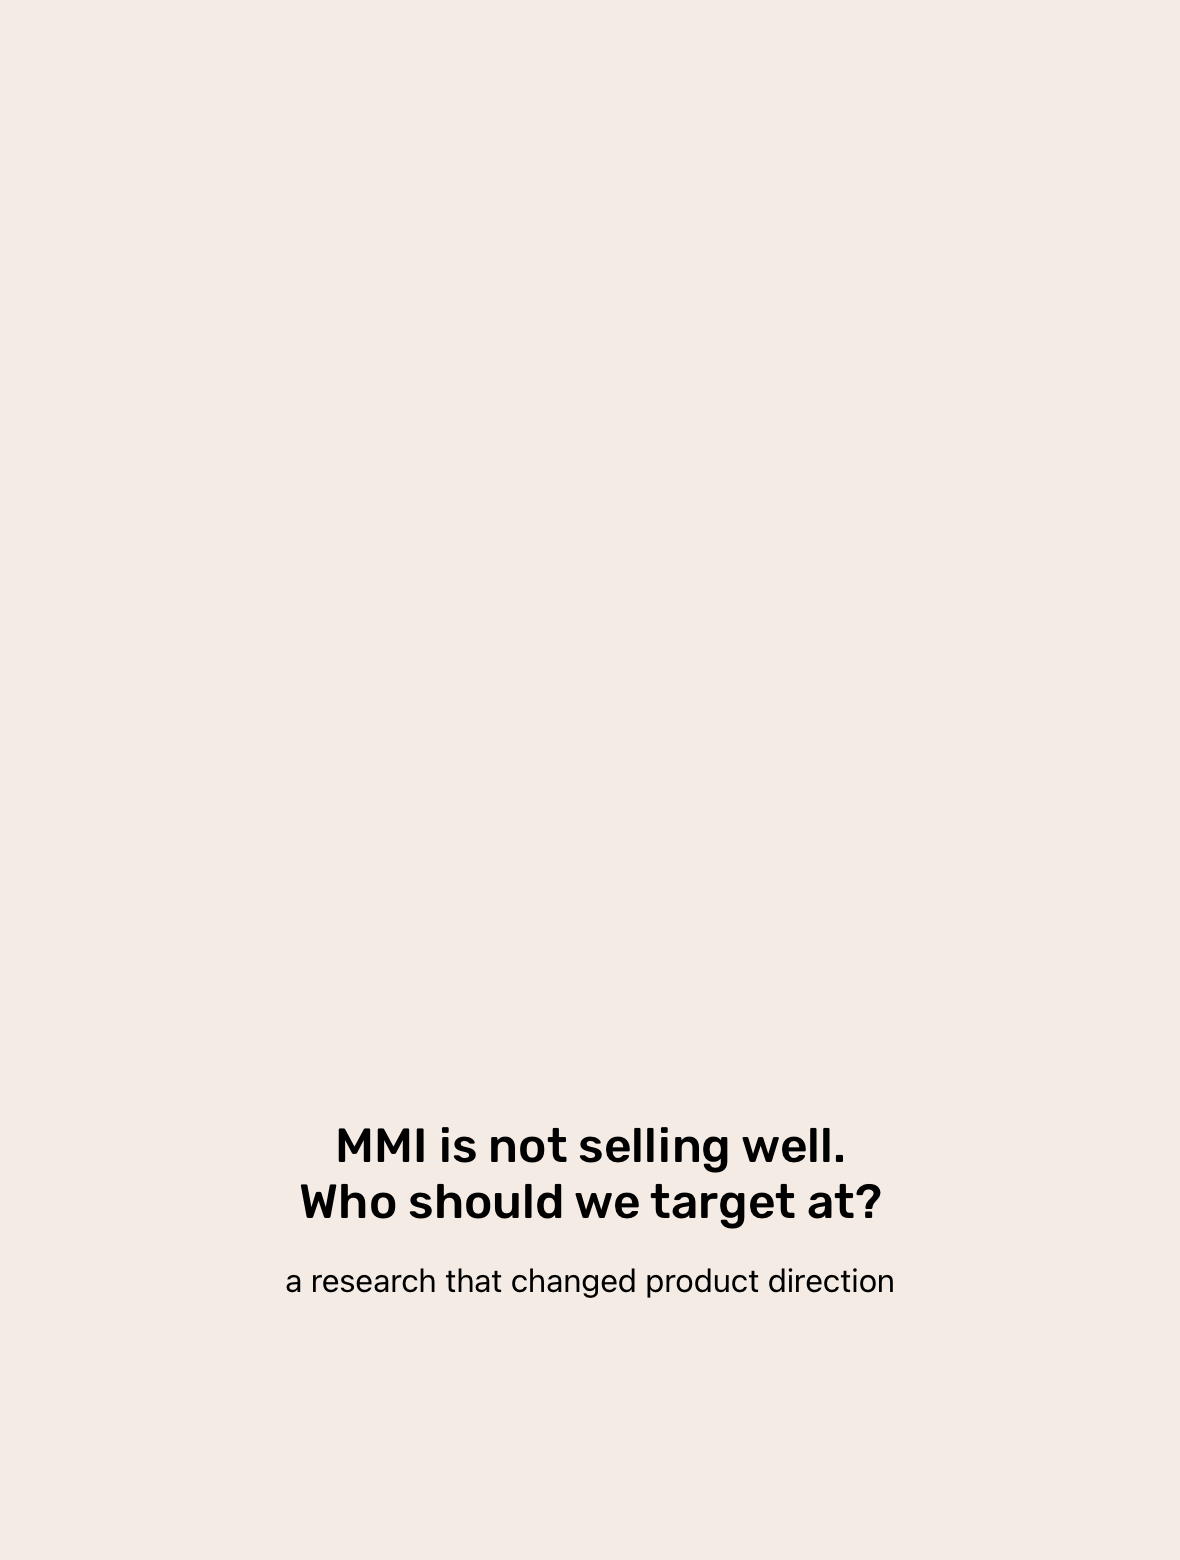 MMI is not selling well.
Who should we target at?
a research that changed product direction